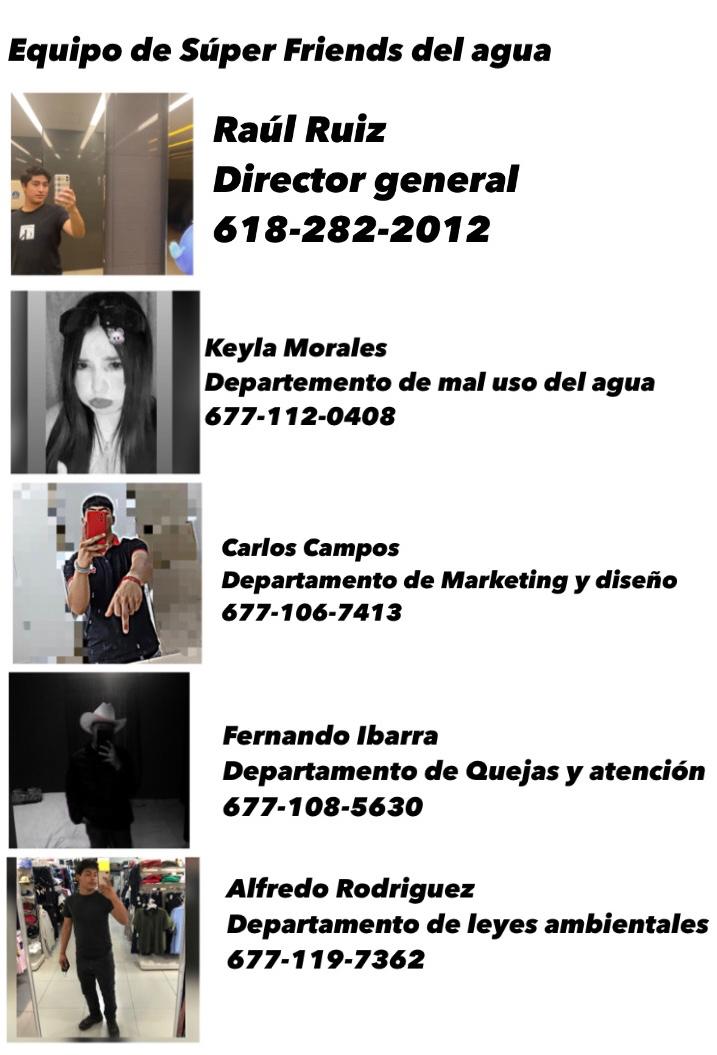 Equipo de Súper Friends del agua
Raúl Ruiz
Director general
618-282-2012
Keyla Morales
Departemento de mal uso del agua
677-112-0408
Carlos Campos
Departamento de Marketing y diseño
677-106-7413
Fernando Ibarra
Departamento de Quejas y atención
677-108-5630
Alfredo Rodriguez
Departamento de leyes ambientales
677-119-7362